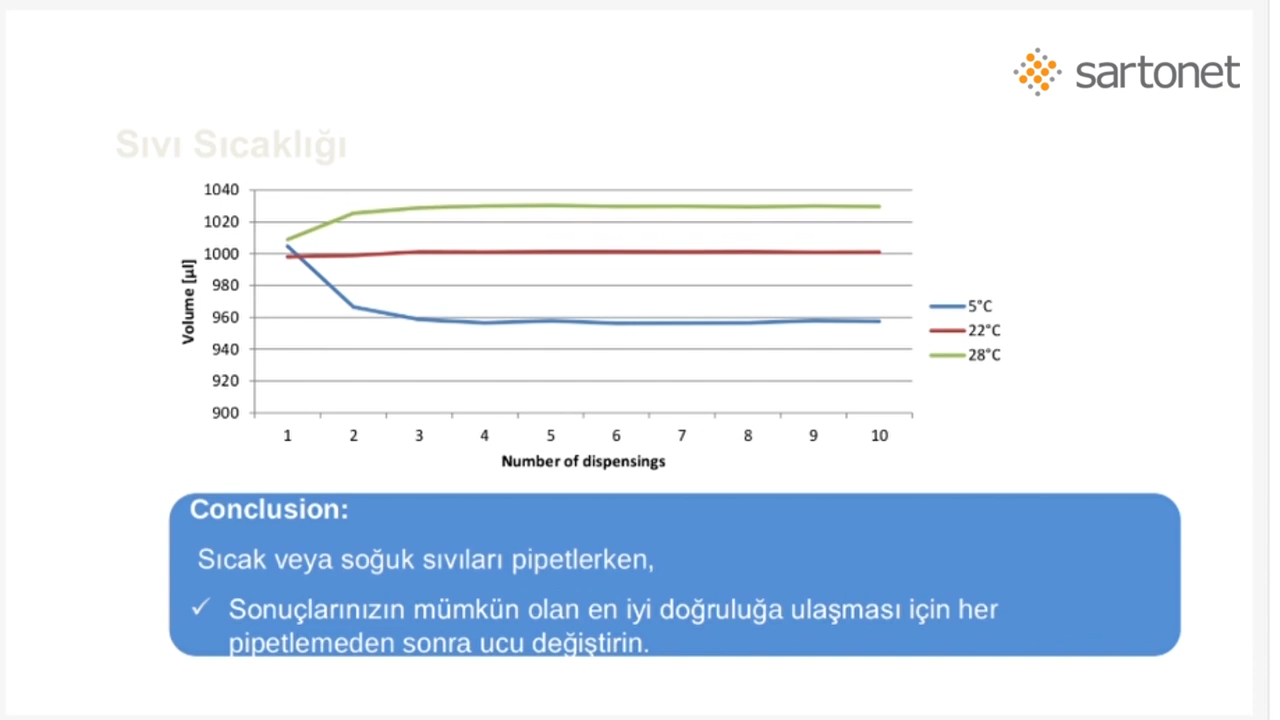 sartonet
Sıvı Sıcaklığı
1040
1020
1000
980
960
940
920
900
Volume [µl]
1 2 3 4 5 6 7 8 9 10
Number of dispensings
5°C
22°C
28°C
Conclusion:
Sıcak veya soğuk sıvıları pipetlerken,
✓ Sonuçlarınızın mümkün olan en iyi doğruluğa ulaşması için her
pipetlemeden sonra ucu değiştirin.